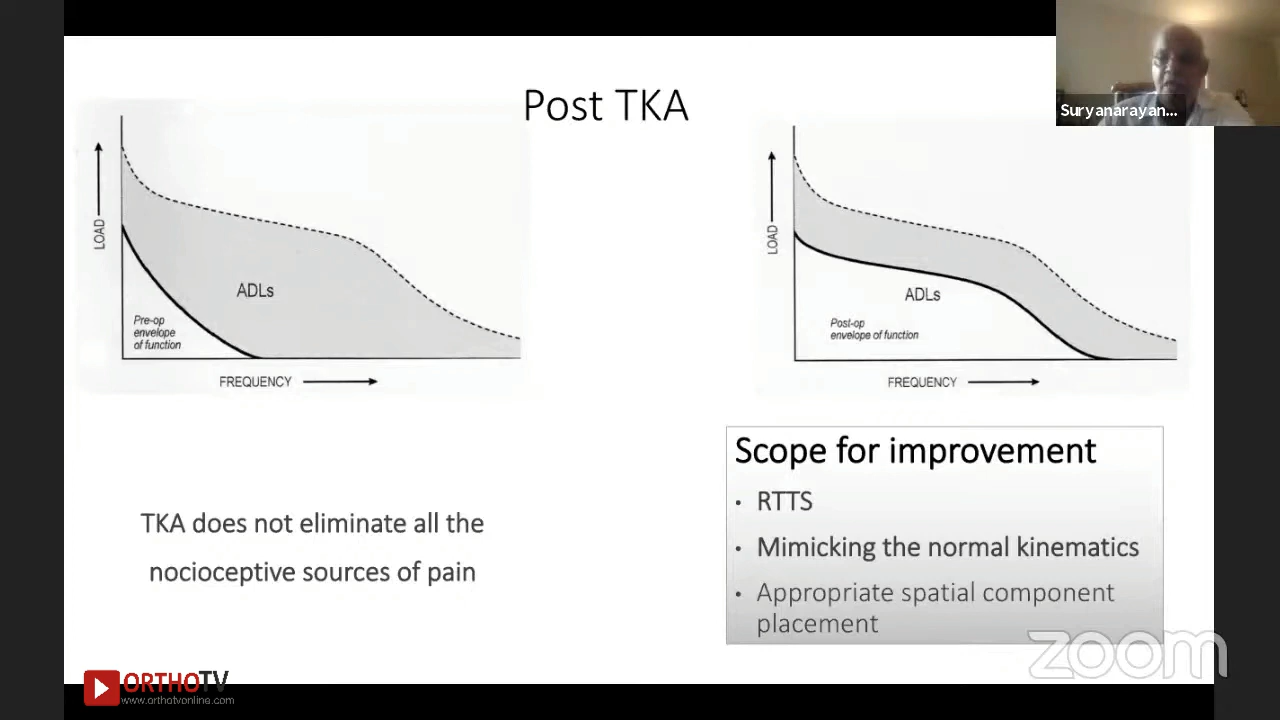 Suryanarayan...
Post TKA
LOAD
ADLs
Pre-op
envelope
of function
FREQUENCY
LOAD
ADLs
Post-op
envelope of function
FREQUENCY
TKA does not eliminate all the
nocioceptive sources of pain
Scope for improvement
• RTTS
• Mimicking the normal kinematics
• Appropriate spatial component
placement
zoom
ORTHOTV
www.orthotvonline.com